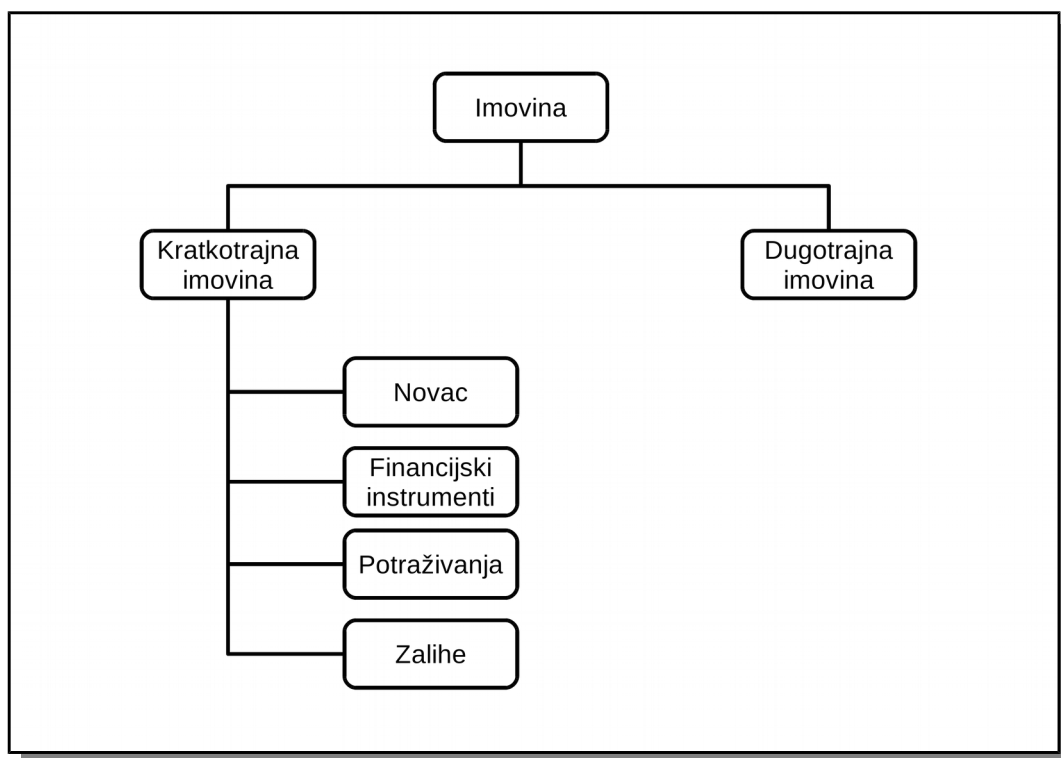 Imovina
Kratkotrajna
imovina
Dugotrajna
imovina
Novac
Financijski
instrumenti
Potraživanja
Zalihe